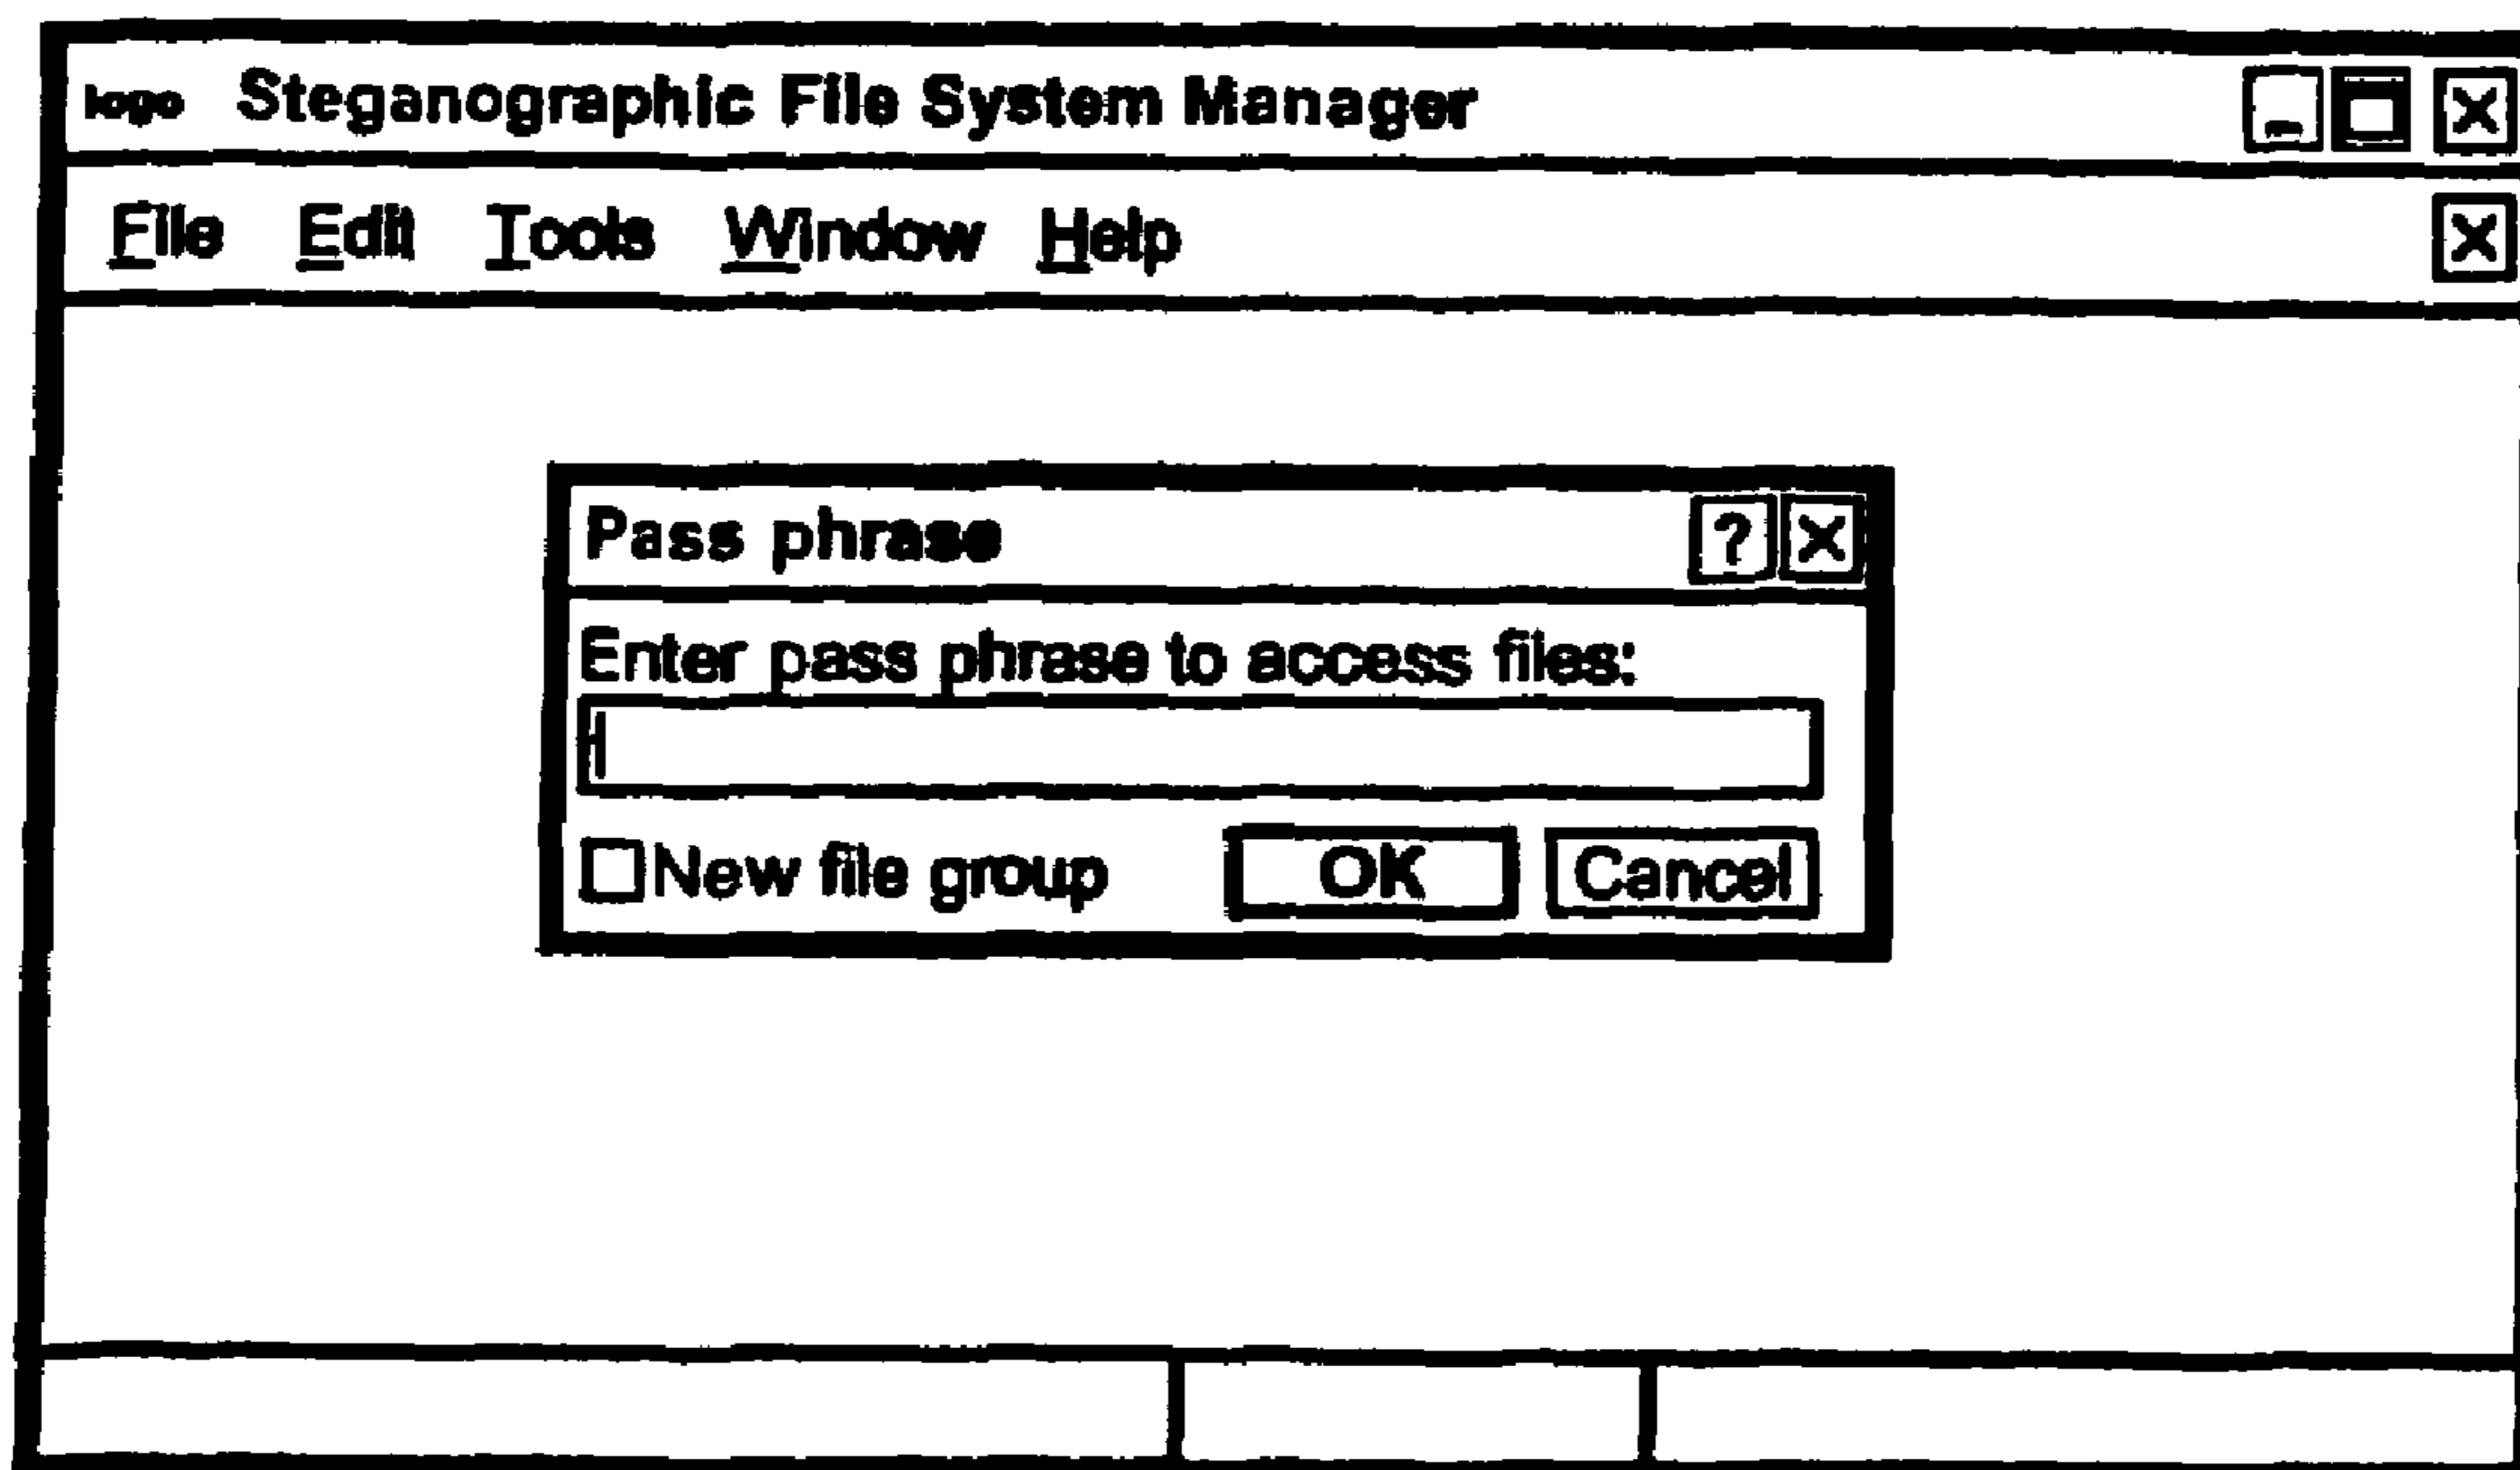 logo Steganographic File System Manager
File Edit Tools Window Help
Pass phrase ?
Enter pass phrase to access files:
New file group OK Cancel